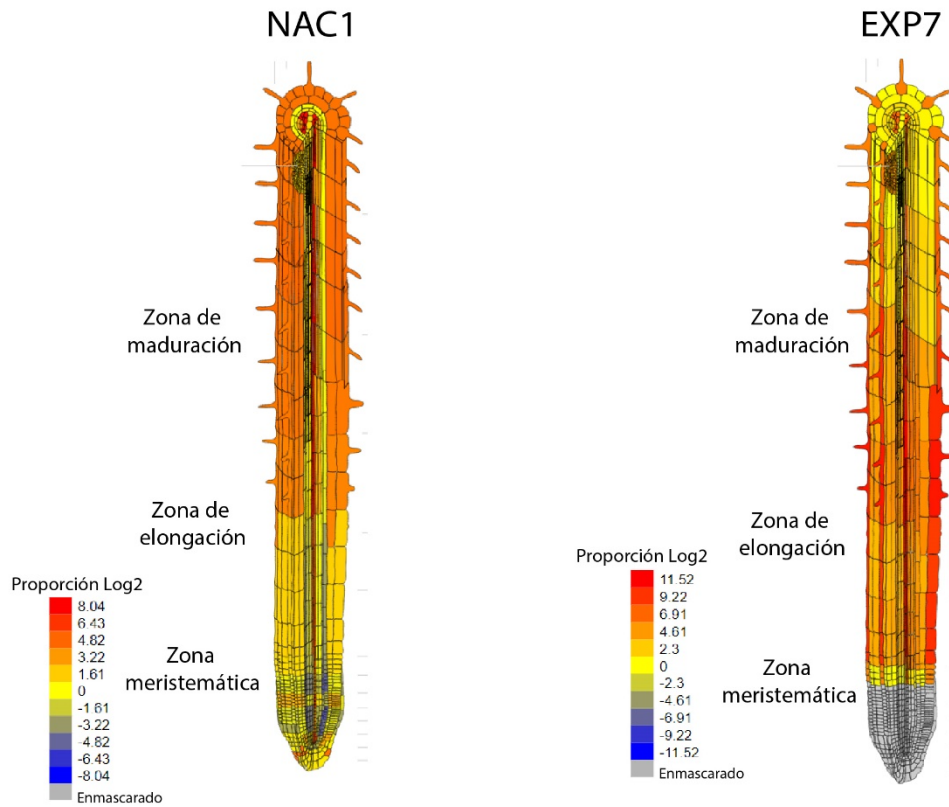 NAC1
Zona de
maduración
Zona de
elongación
Proporción Log2
8.04
6.43
4.82
3.22
1.61
0
-1.61
-3.22
-4.82
-6.43
-8.04
Enmascarado
Zona
meristemática
EXP7
Zona de
maduración
Zona de
elongación
Proporción Log2
11.52
9.22
6.91
4.61
2.3
0
-2.3
-4.61
-6.91
-9.22
-11.52
Enmascarado
Zona
meristemática